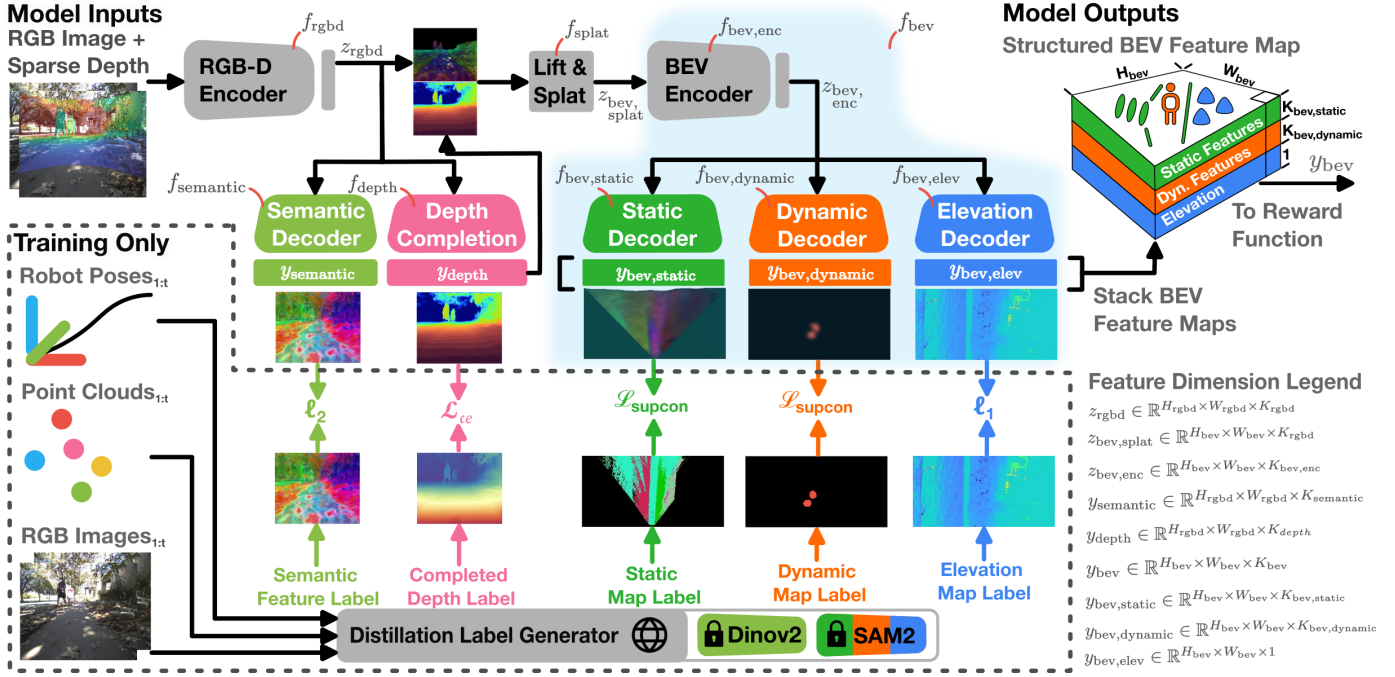 Model Inputs
RGB Image +
Sparse Depth
f_rgbd
z_rgbd
RGB-D
Encoder
f_splat
Lift &
Splat
z_bev,
splat
f_bev,enc
BEV
Encoder
z_bev,
enc
f_bev
Model Outputs
Structured BEV Feature Map
H_bev
W_bev
K_bev,static
K_bev,dynamic
1
Static Features
Dyn. Features
Elevation
y_bev
To Reward
Function
f_semantic
Semantic
Decoder
y_semantic
f_depth
Depth
Completion
y_depth
f_bev,static
Static
Decoder
y_bev,static
f_bev,dynamic
Dynamic
Decoder
y_bev,dynamic
f_bev,elev
Elevation
Decoder
y_bev,elev
Stack BEV
Feature Maps
Training Only
Robot Poses_1:t
Point Clouds_1:t
RGB Images_1:t
ℓ_2
ℒ_ce
ℒ_supcon
ℒ_supcon
ℓ_1
Semantic
Feature Label
Completed
Depth Label
Static
Map Label
Dynamic
Map Label
Elevation
Map Label
Distillation Label Generator
Dinov2
SAM2
Feature Dimension Legend
z_rgbd ∈ ℝ^{H_rgbd×W_rgbd×K_rgbd}
z_bev,splat ∈ ℝ^{H_bev×W_bev×K_rgbd}
z_bev,enc ∈ ℝ^{H_bev×W_bev×K_bev,enc}
y_semantic ∈ ℝ^{H_rgbd×W_rgbd×K_semantic}
y_depth ∈ ℝ^{H_rgbd×W_rgbd×K_depth}
y_bev ∈ ℝ^{H_bev×W_bev×K_bev}
y_bev,static ∈ ℝ^{H_bev×W_bev×K_bev,static}
y_bev,dynamic ∈ ℝ^{H_bev×W_bev×K_bev,dynamic}
y_bev,elev ∈ ℝ^{H_bev×W_bev×1}